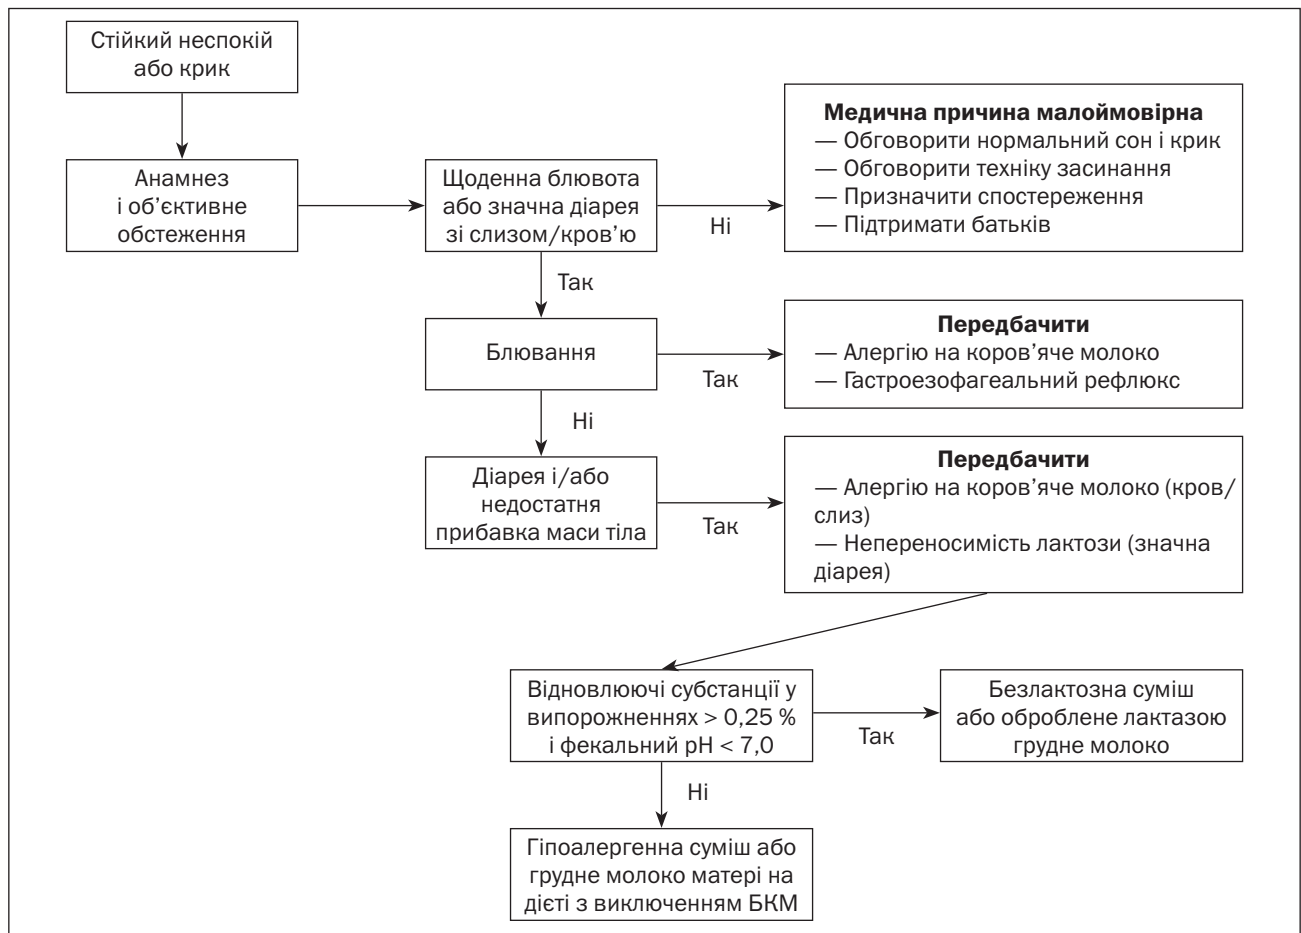 Стійкий неспокій
або крик
Анамнез
і об’єктивне
обстеження
Щоденна блювота
або значна діарея
зі слизом/кров’ю
Ні
Медична причина малоймовірна
— Обговорити нормальний сон і крик
— Обговорити техніку засинання
— Призначити спостереження
— Підтримати батьків
Так
Блювання
Так
Передбачити
— Алергію на коров’яче молоко
— Гастроезофагеальний рефлюкс
Ні
Діарея і/або
недостатня
прибавка маси тіла
Так
Передбачити
— Алергію на коров’яче молоко (кров/
слиз)
— Непереносимість лактози (значна
діарея)
Відновлюючі субстанції у
випорожненнях > 0,25 %
і фекальний pH < 7,0
Так
Безлактозна суміш
або оброблене лактазою
грудне молоко
Ні
Гіпоалергенна суміш або
грудне молоко матері на
дієті з виключенням БКМ